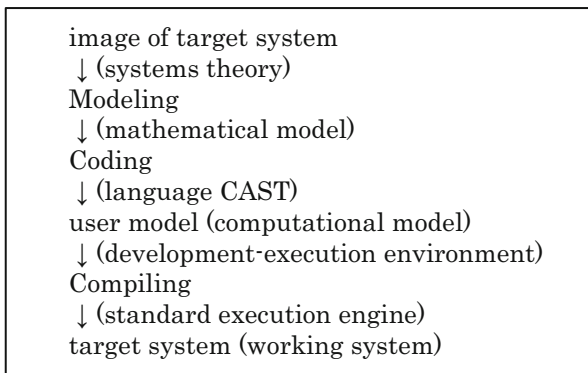 image of target system
↓ (systems theory)
Modeling
↓ (mathematical model)
Coding
↓ (language CAST)
user model (computational model)
↓ (development-execution environment)
Compiling
↓ (standard execution engine)
target system (working system)